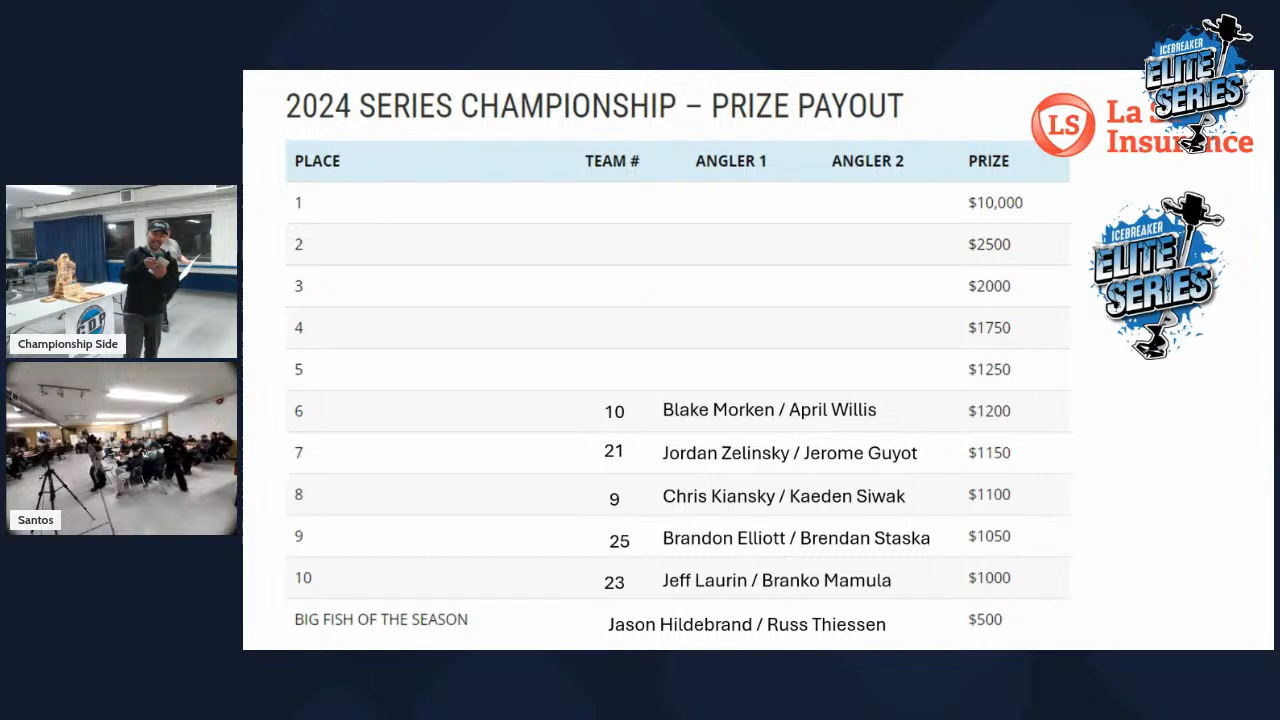 2024 SERIES CHAMPIONSHIP – PRIZE PAYOUT
ICEBREAKER
ELITE
SERIES
LS
La S
Insurance
PLACE TEAM # ANGLER 1 ANGLER 2 PRIZE
1 $10,000
2 $2500
3 $2000
4 $1750
5 $1250
6 10 Blake Morken / April Willis $1200
7 21 Jordan Zelinsky / Jerome Guyot $1150
8 9 Chris Kiansky / Kaeden Siwak $1100
9 25 Brandon Elliott / Brendan Staska $1050
10 23 Jeff Laurin / Branko Mamula $1000
BIG FISH OF THE SEASON Jason Hildebrand / Russ Thiessen $500
ICEBREAKER
ELITE
SERIES
Championship Side
Santos